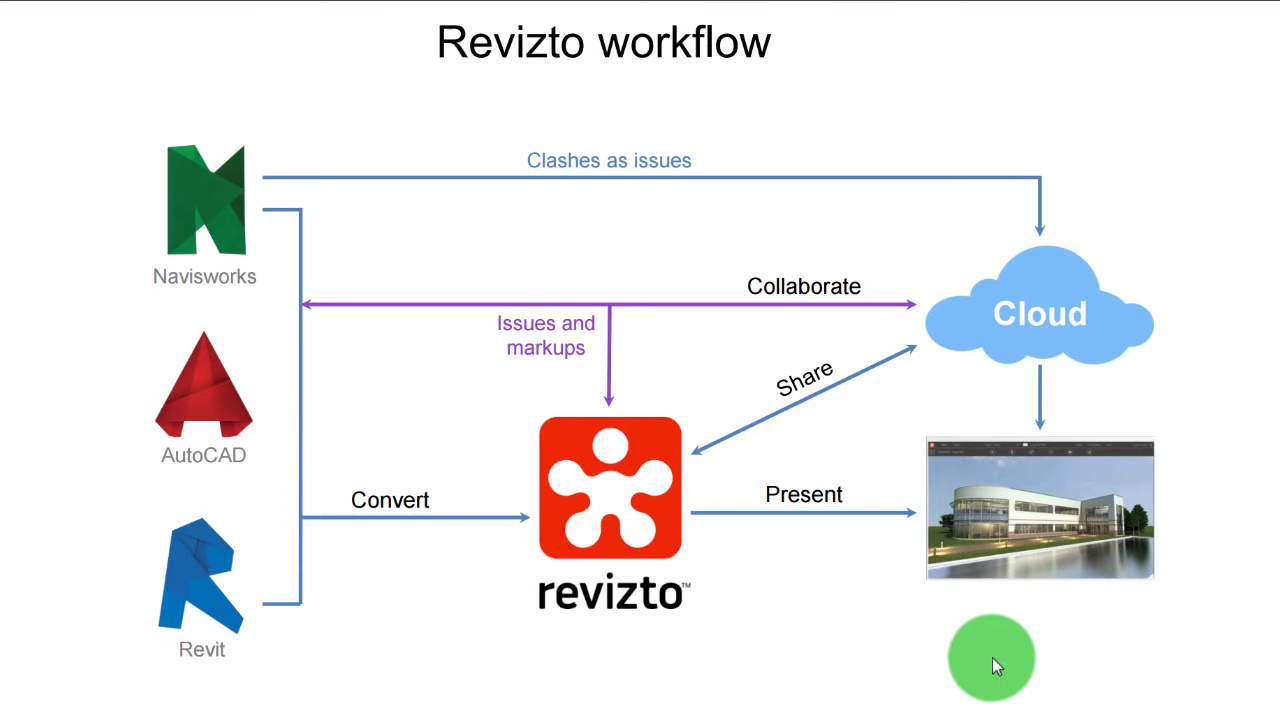 Revizto workflow
Clashes as issues
Navisworks
Collaborate
Cloud
Issues and
markups
Share
AutoCAD
Convert
Present
revizto™
Revit